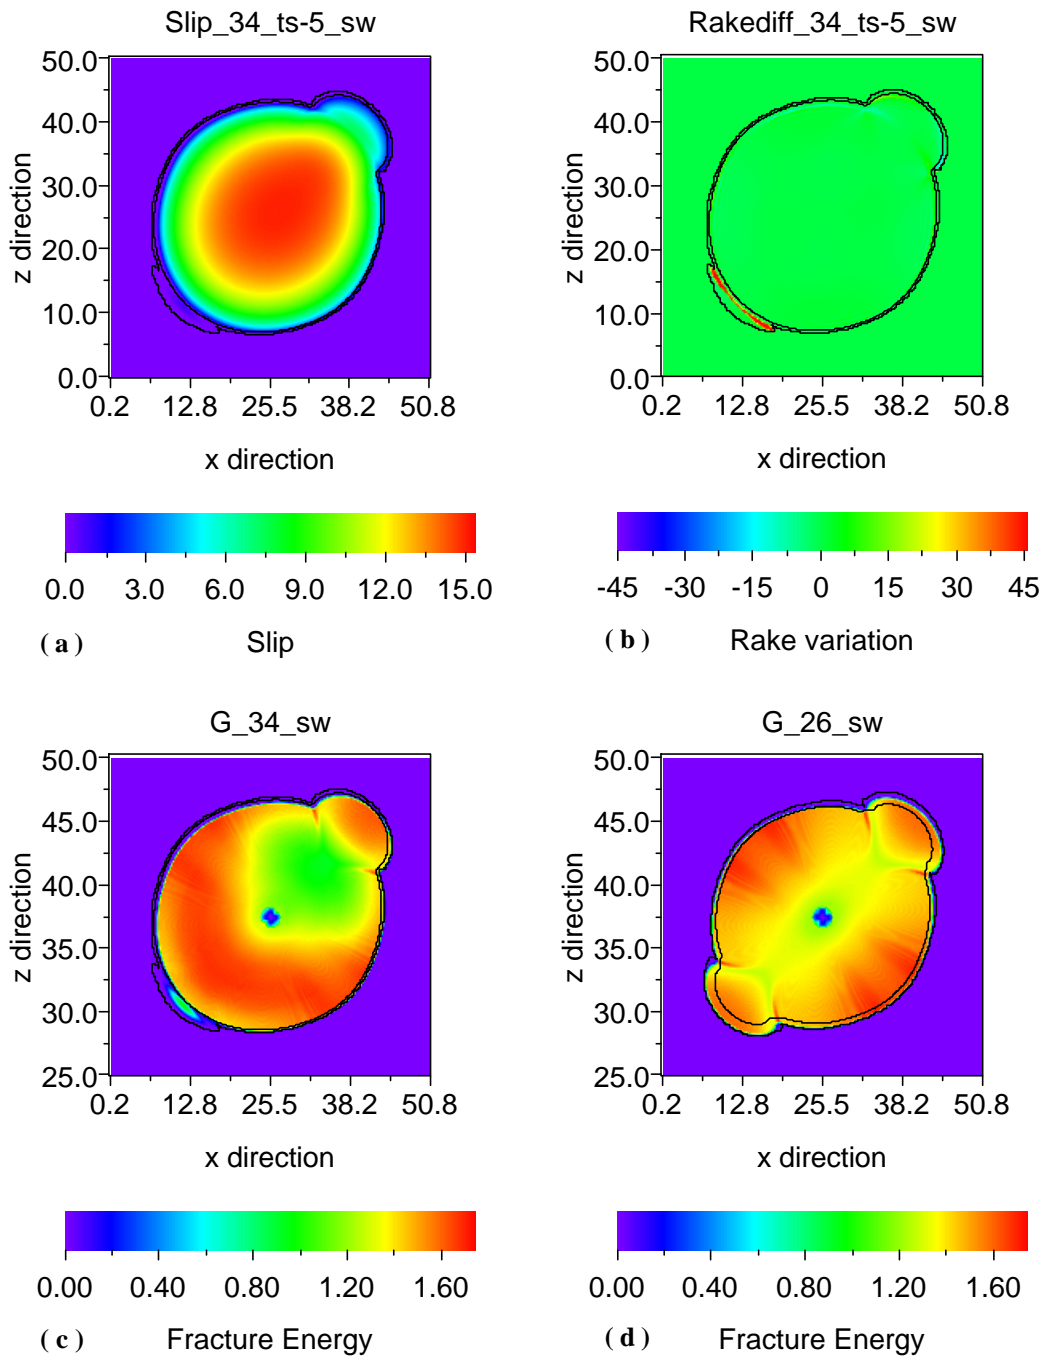 Slip_34_ts-5_sw
50.0
40.0
30.0
20.0
10.0
0.0
z direction
0.2 12.8 25.5 38.2 50.8
x direction
0.0 3.0 6.0 9.0 12.0 15.0
( a ) Slip
Rakediff_34_ts-5_sw
50.0
40.0
30.0
20.0
10.0
0.0
z direction
0.2 12.8 25.5 38.2 50.8
x direction
-45 -30 -15 0 15 30 45
( b ) Rake variation
G_34_sw
50.0
45.0
40.0
35.0
30.0
25.0
z direction
0.2 12.8 25.5 38.2 50.8
x direction
0.00 0.40 0.80 1.20 1.60
( c ) Fracture Energy
G_26_sw
50.0
45.0
40.0
35.0
30.0
25.0
z direction
0.2 12.8 25.5 38.2 50.8
x direction
0.00 0.40 0.80 1.20 1.60
( d ) Fracture Energy